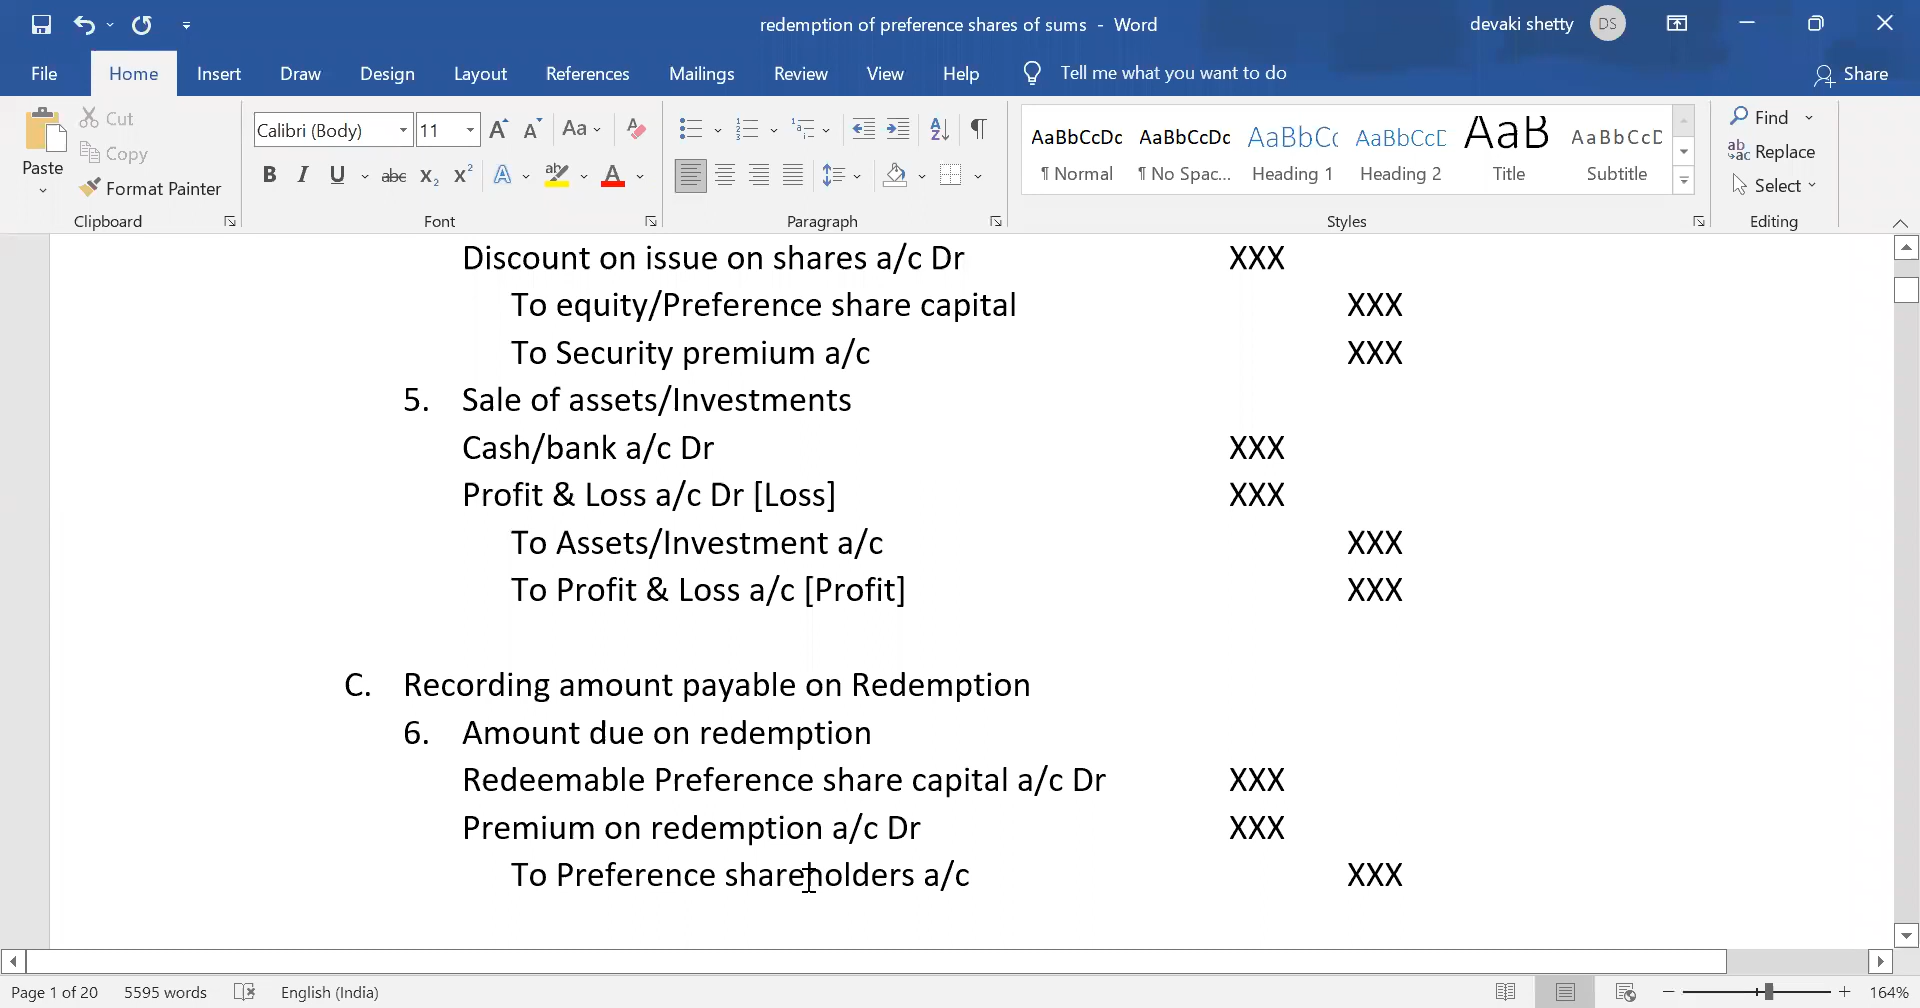 redemption of preference shares of sums - Word
devaki shetty DS
File Home Insert Draw Design Layout References Mailings Review View Help Tell me what you want to do Share
Paste
Cut
Copy
Format Painter
Clipboard
Calibri (Body) 11
Font
Paragraph
AaBbCcDc AaBbCcDc AaBbC AaBbCcD AaB AaBbCcD
¶ Normal ¶ No Spac... Heading 1 Heading 2 Title Subtitle
Styles
Find
Replace
Select
Editing
Discount on issue on shares a/c Dr XXX
To equity/Preference share capital XXX
To Security premium a/c XXX
5. Sale of assets/Investments
Cash/bank a/c Dr XXX
Profit & Loss a/c Dr [Loss] XXX
To Assets/Investment a/c XXX
To Profit & Loss a/c [Profit] XXX
C. Recording amount payable on Redemption
6. Amount due on redemption
Redeemable Preference share capital a/c Dr XXX
Premium on redemption a/c Dr XXX
To Preference shareholders a/c XXX
Page 1 of 20 5595 words English (India) 164%